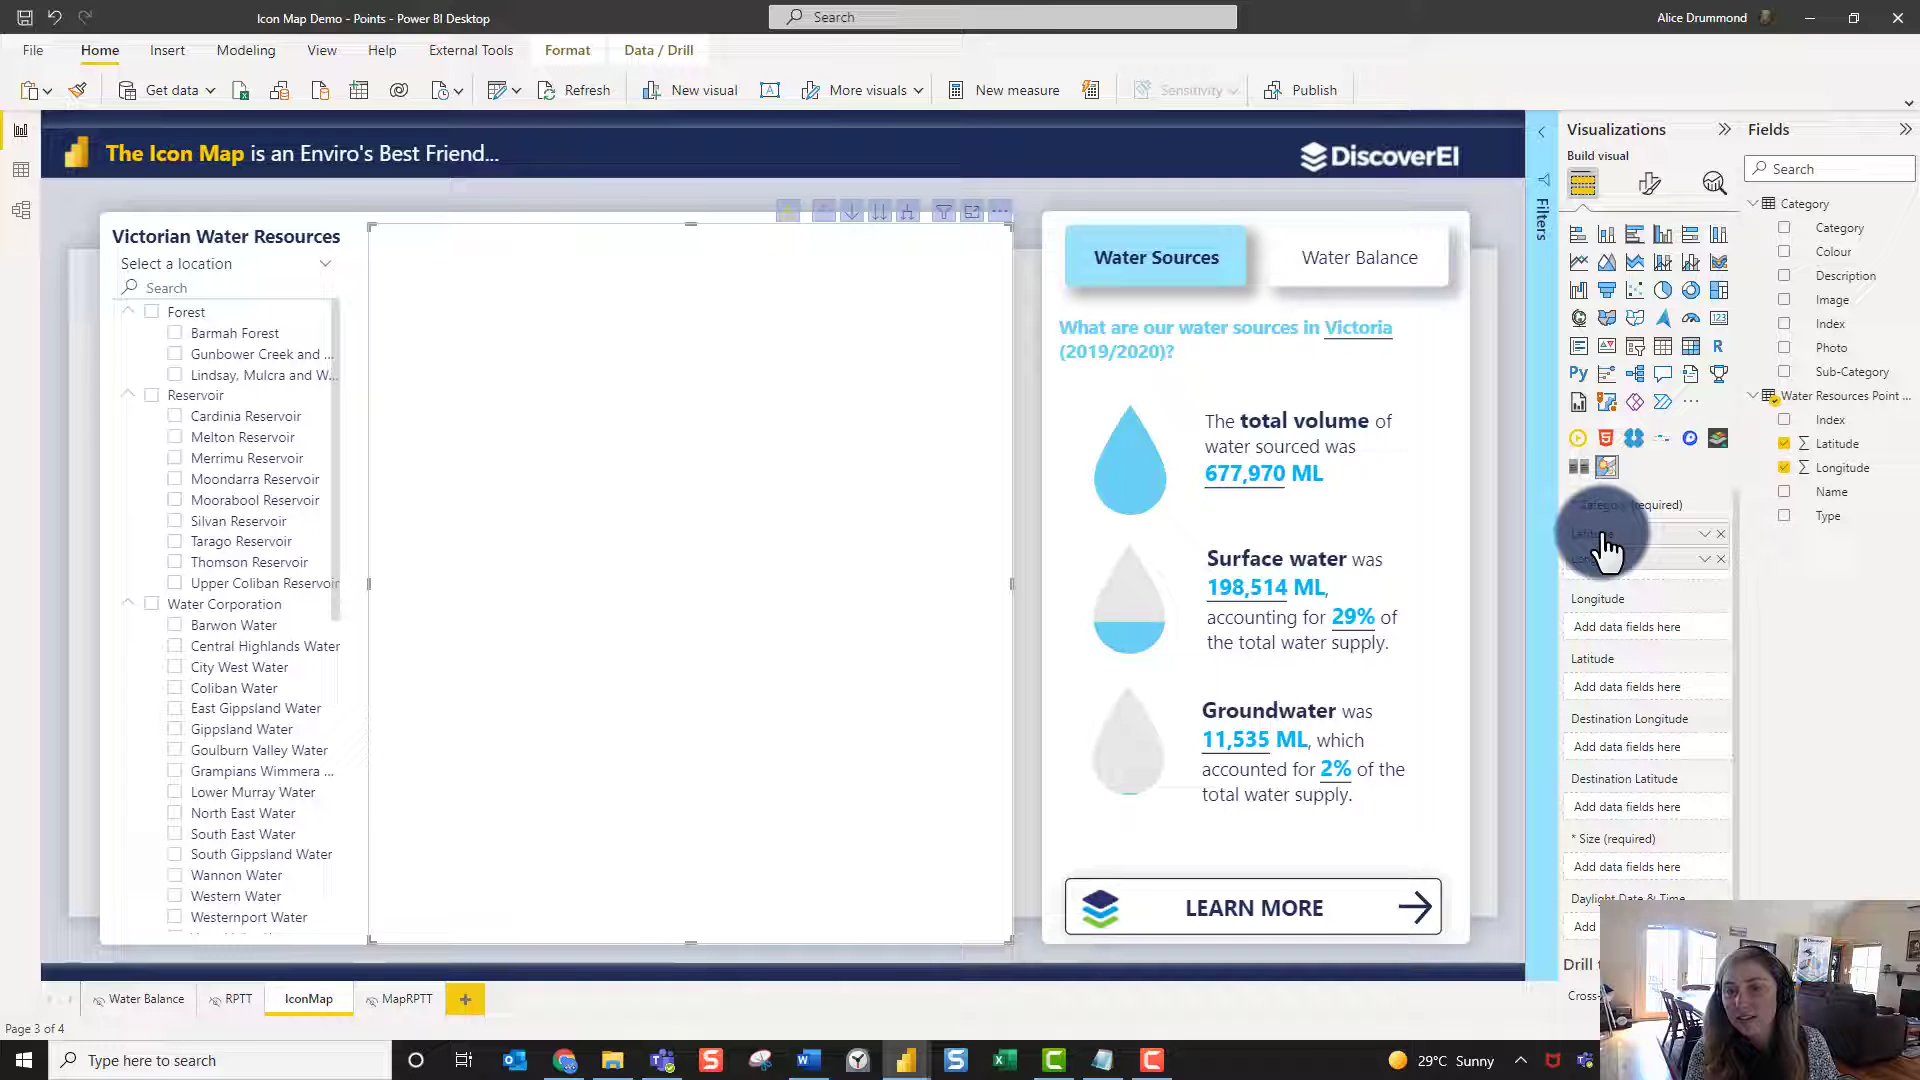 Icon Map Demo - Points - Power BI Desktop
Search
Alice Drummond
File
Home
Insert
Modeling
View
Help
External Tools
Format
Data / Drill
Get data
Refresh
New visual
More visuals
New measure
Sensitivity
Publish
The Icon Map is an Enviro's Best Friend...
DiscoverEI
Victorian Water Resources
Select a location
Search
Forest
Barmah Forest
Gunbower Creek and ...
Lindsay, Mulcra and W...
Reservoir
Cardinia Reservoir
Melton Reservoir
Merrimu Reservoir
Moondarra Reservoir
Moorabool Reservoir
Silvan Reservoir
Tarago Reservoir
Thomson Reservoir
Upper Coliban Reservoir
Water Corporation
Barwon Water
Central Highlands Water
City West Water
Coliban Water
East Gippsland Water
Gippsland Water
Goulburn Valley Water
Grampians Wimmera ...
Lower Murray Water
North East Water
South East Water
South Gippsland Water
Wannon Water
Western Water
Westernport Water
Water Sources
Water Balance
What are our water sources in Victoria
(2019/2020)?
The total volume of
water sourced was
677,970 ML
Surface water was
198,514 ML,
accounting for 29% of
the total water supply.
Groundwater was
11,535 ML, which
accounted for 2% of the
total water supply.
LEARN MORE
Filters
Visualizations
Build visual
123
R
Py
Category (required)
Latitude
Longitude
Add data fields here
Latitude
Add data fields here
Destination Longitude
Add data fields here
Destination Latitude
Add data fields here
* Size (required)
Add data fields here
Daylight Date & Time
Add
Drill
Cross-
Fields
Search
Category
Category
Colour
Description
Image
Index
Photo
Sub-Category
Water Resources Point ...
Index
Latitude
Longitude
Name
Type
Water Balance
RPTT
IconMap
MapRPTT
Page 3 of 4
Type here to search
29°C Sunny